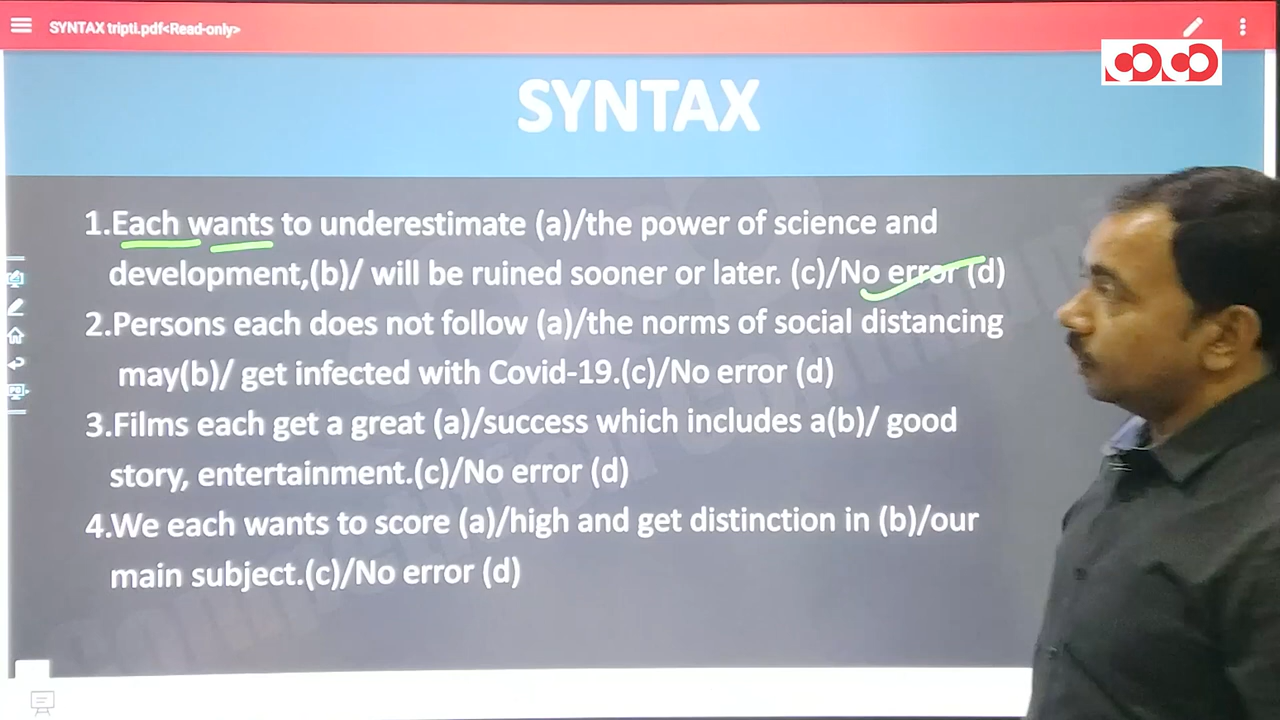 SYNTAX tripti.pdf<Read-only>
SYNTAX
1.Each wants to underestimate (a)/the power of science and
development,(b)/ will be ruined sooner or later. (c)/No error (d)
2.Persons each does not follow (a)/the norms of social distancing
may(b)/ get infected with Covid-19.(c)/No error (d)
3.Films each get a great (a)/success which includes a(b)/ good
story, entertainment.(c)/No error (d)
4.We each wants to score (a)/high and get distinction in (b)/our
main subject.(c)/No error (d)